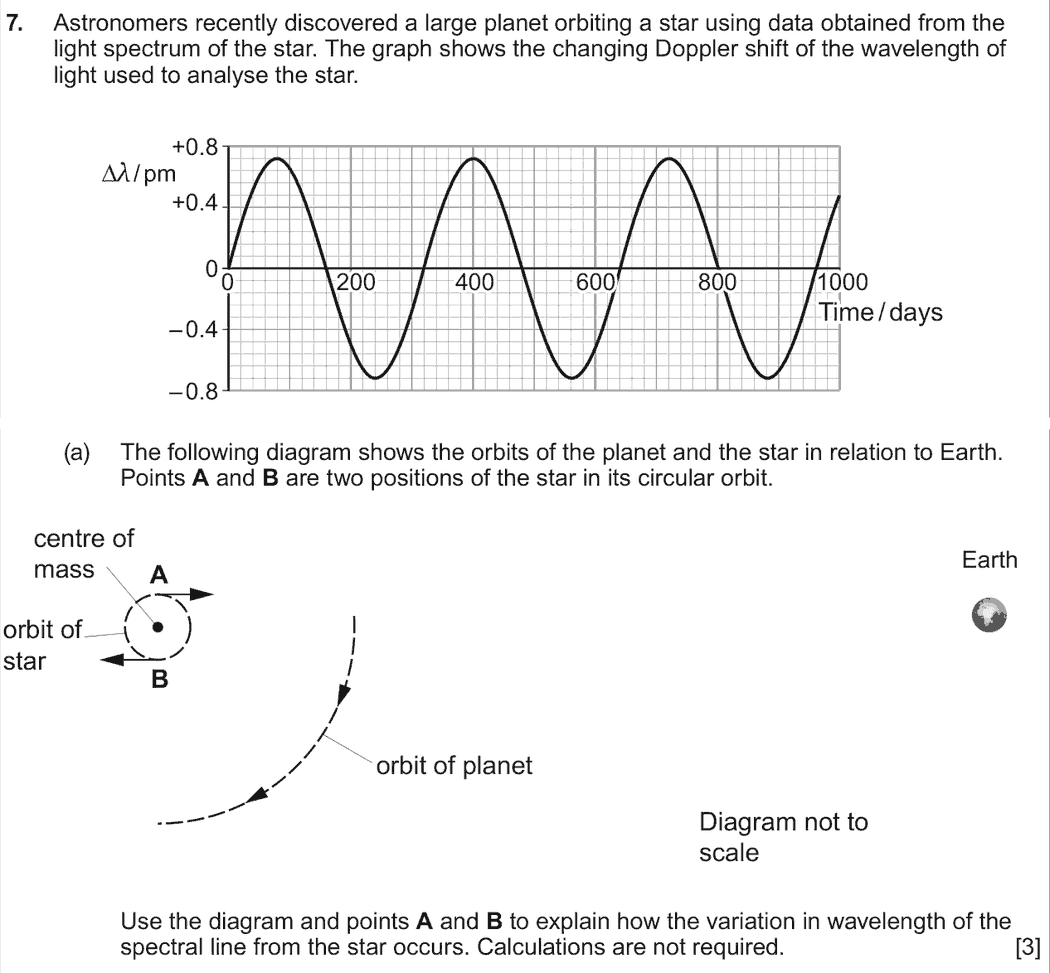 7. Astronomers recently discovered a large planet orbiting a star using data obtained from the
light spectrum of the star. The graph shows the changing Doppler shift of the wavelength of
light used to analyse the star.
+0.8
Δλ/pm
+0.4
0
0 200 400 600 800 1000
Time/days
−0.4
−0.8
(a) The following diagram shows the orbits of the planet and the star in relation to Earth.
Points A and B are two positions of the star in its circular orbit.
centre of
mass
A
Earth
orbit of
star
B
orbit of planet
Diagram not to
scale
Use the diagram and points A and B to explain how the variation in wavelength of the
spectral line from the star occurs. Calculations are not required. [3]